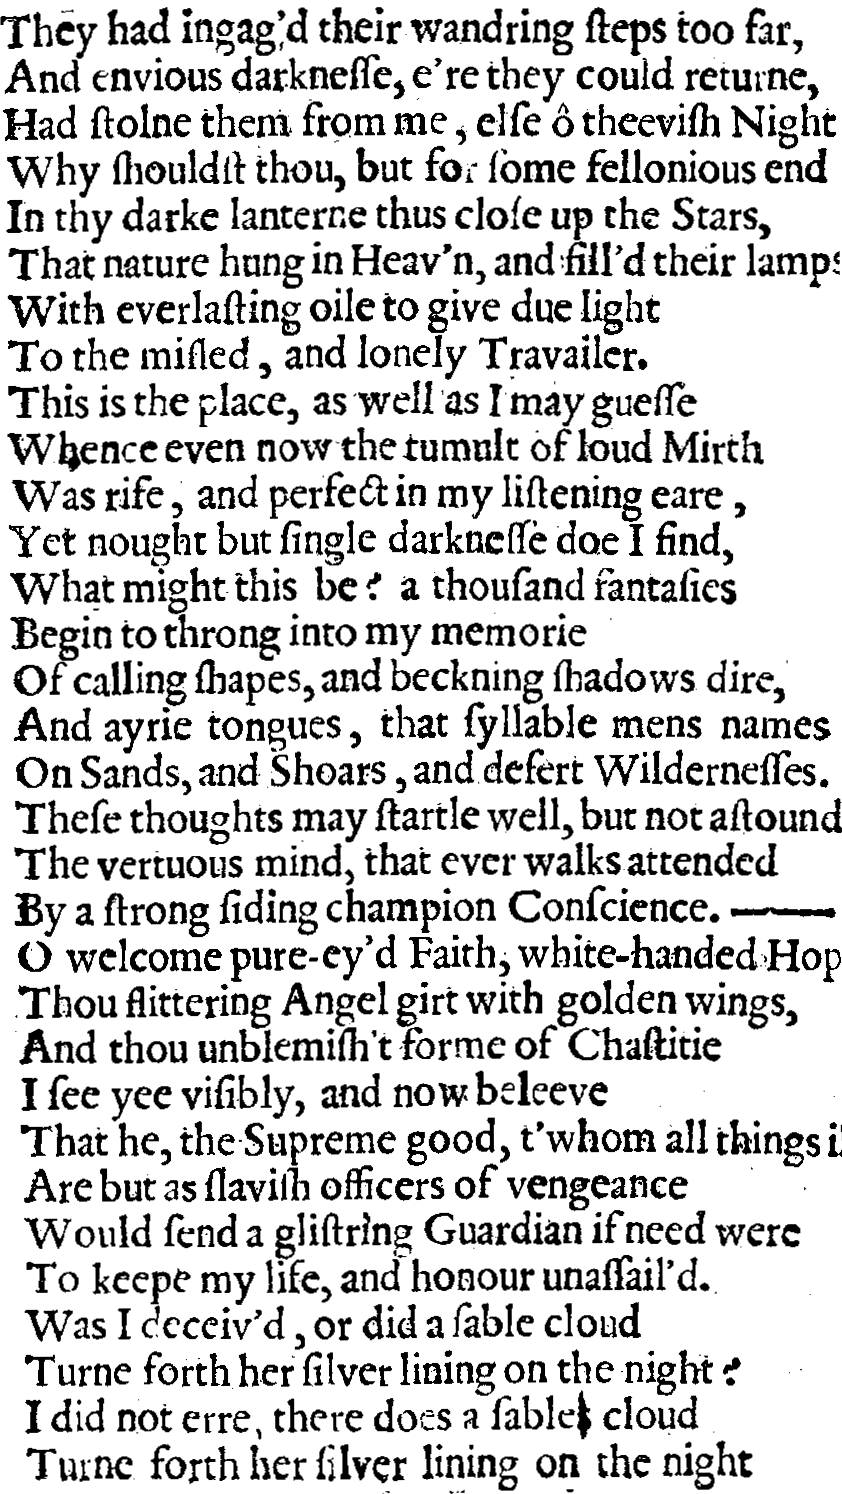 They had ingag'd their wandring ſteps too far,
And envious darkneſſe, e're they could returne,
Had ſtolne them from me, elſe ô theeviſh Night
Why ſhouldſt thou, but for ſome fellonious end
In thy darke lanterne thus cloſe up the Stars,
That nature hung in Heav'n, and fill'd their lamps
With everlaſting oile to give due light
To the miſled, and lonely Travailer.
This is the place, as well as I may gueſſe
Whence even now the tumult of loud Mirth
Was rife, and perfect in my liſtening eare,
Yet nought but ſingle darkneſſe doe I find,
What might this be? a thouſand fantaſies
Begin to throng into my memorie
Of calling ſhapes, and beckning ſhadows dire,
And ayrie tongues, that ſyllable mens names
On Sands, and Shoars, and deſert Wilderneſſes.
Theſe thoughts may ſtartle well, but not aſtound
The vertuous mind, that ever walks attended
By a ſtrong ſiding champion Conſcience. ——
O welcome pure-ey'd Faith, white-handed Hop
Thou flittering Angel girt with golden wings,
And thou unblemiſh't forme of Chaſtitie
I ſee yee viſibly, and now beleeve
That he, the Supreme good, t'whom all things i
Are but as ſlaviſh officers of vengeance
Would ſend a gliſtring Guardian if need were
To keepe my life, and honour unaſſail'd.
Was I deceiv'd, or did a ſable cloud
Turne forth her ſilver lining on the night?
I did not erre, there does a ſable cloud
Turne forth her ſilver lining on the night